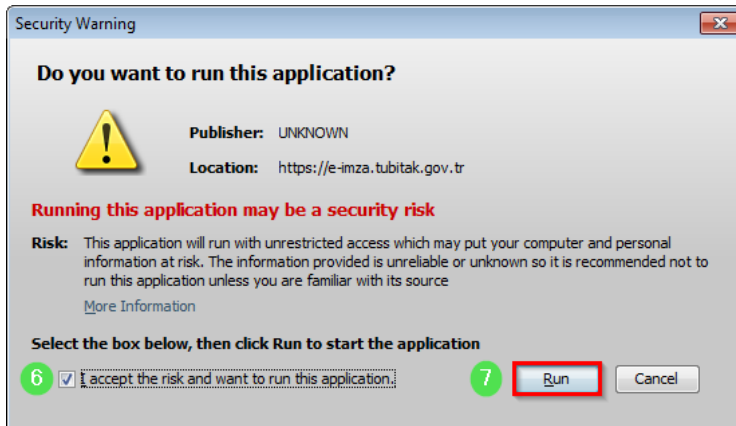 Security Warning
Do you want to run this application?
Publisher: UNKNOWN
Location: https://e-imza.tubitak.gov.tr
Running this application may be a security risk
Risk: This application will run with unrestricted access which may put your computer and personal
information at risk. The information provided is unreliable or unknown so it is recommended not to
run this application unless you are familiar with its source
More Information
Select the box below, then click Run to start the application
6 I accept the risk and want to run this application. 7 Run Cancel